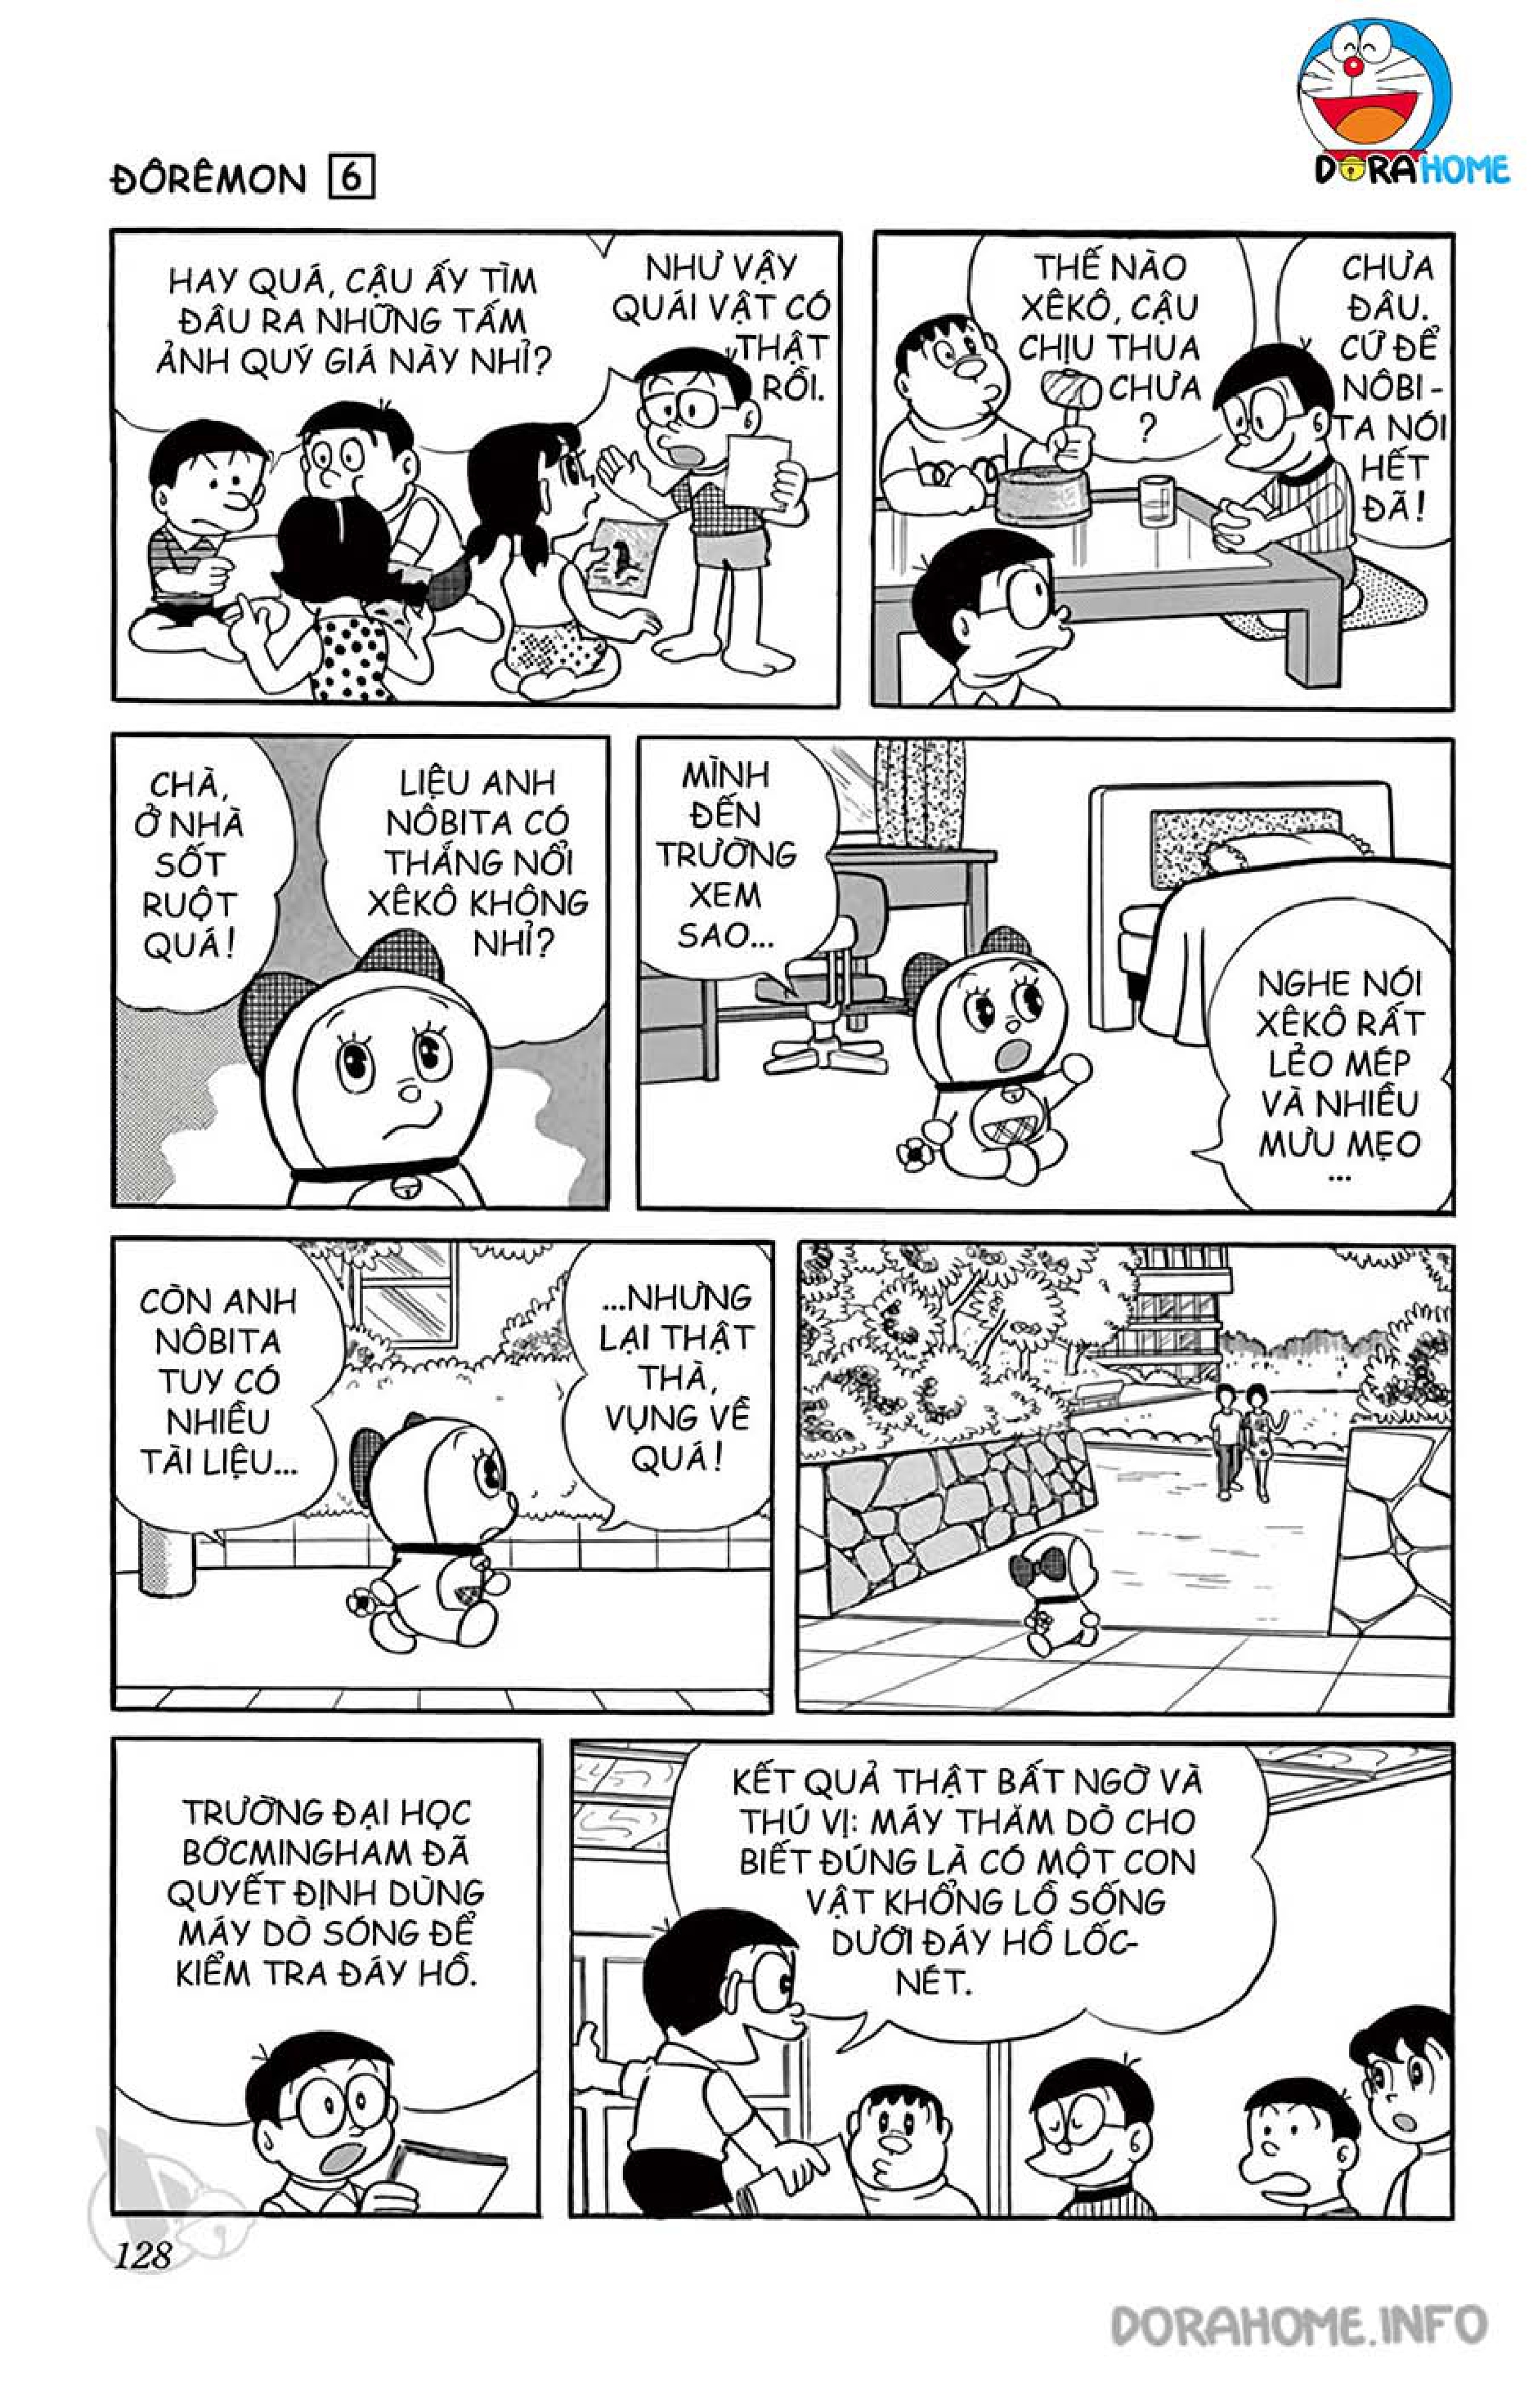 DORAHOME
ĐÔRÊMON 6
HAY QUÁ, CẬU ẤY TÌM
ĐÂU RA NHỮNG TẤM
ẢNH QUÝ GIÁ NÀY NHỈ?
NHƯ VẬY
QUÁI VẬT CÓ
THẬT
RỒI.
THẾ NÀO
XÊKÔ, CẬU
CHỊU THUA
CHƯA
?
CHƯA
ĐÂU.
CỨ ĐỂ
NÔBI-
TA NÓI
HẾT
ĐÃ!
CHÀ,
Ở NHÀ
SỐT
RUỘT
QUÁ!
LIỆU ANH
NÔBITA CÓ
THẮNG NỔI
XÊKÔ KHÔNG
NHỈ?
MÌNH
ĐẾN
TRƯỜNG
XEM
SAO...
NGHE NÓI
XÊKÔ RẤT
LẺO MÉP
VÀ NHIỀU
MƯU MẸO
...
CÒN ANH
NÔBITA
TUY CÓ
NHIỀU
TÀI LIỆU...
...NHƯNG
LẠI THẬT
THÀ,
VỤNG VỀ
QUÁ!
TRƯỜNG ĐẠI HỌC
BỚCMINGHAM ĐÃ
QUYẾT ĐỊNH DÙNG
MÁY DÒ SÓNG ĐỂ
KIỂM TRA ĐÁY HỒ.
KẾT QUẢ THẬT BẤT NGỜ VÀ
THÚ VỊ: MÁY THĂM DÒ CHO
BIẾT ĐÚNG LÀ CÓ MỘT CON
VẬT KHỔNG LỒ SỐNG
DƯỚI ĐÁY HỒ LỐC-
NÉT.
128
DORAHOME.INFO